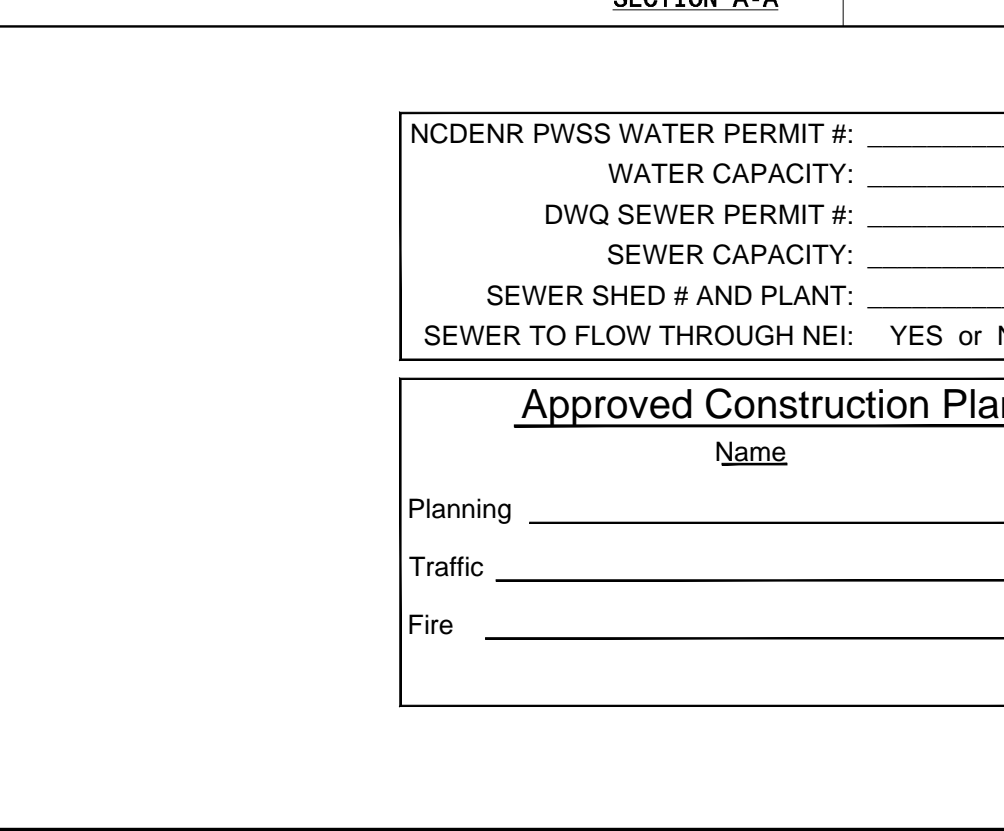 SECTION A-A
NCDENR PWSS WATER PERMIT #: __________
WATER CAPACITY: __________
DWQ SEWER PERMIT #: __________
SEWER CAPACITY: __________
SEWER SHED # AND PLANT: __________
SEWER TO FLOW THROUGH NEI: YES or
Approved Construction
Name
Planning
Traffic
Fire